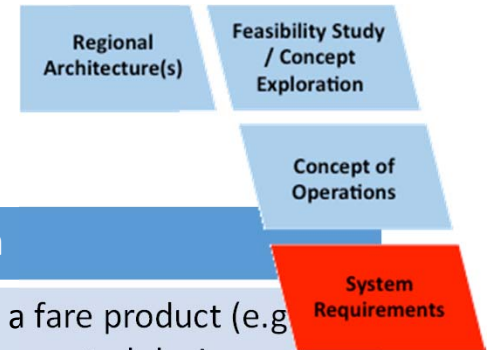 Regional
Architecture(s)
Feasibility Study
/ Concept
Exploration
Concept of
Operations
System
Requirements
a fare product (e.g